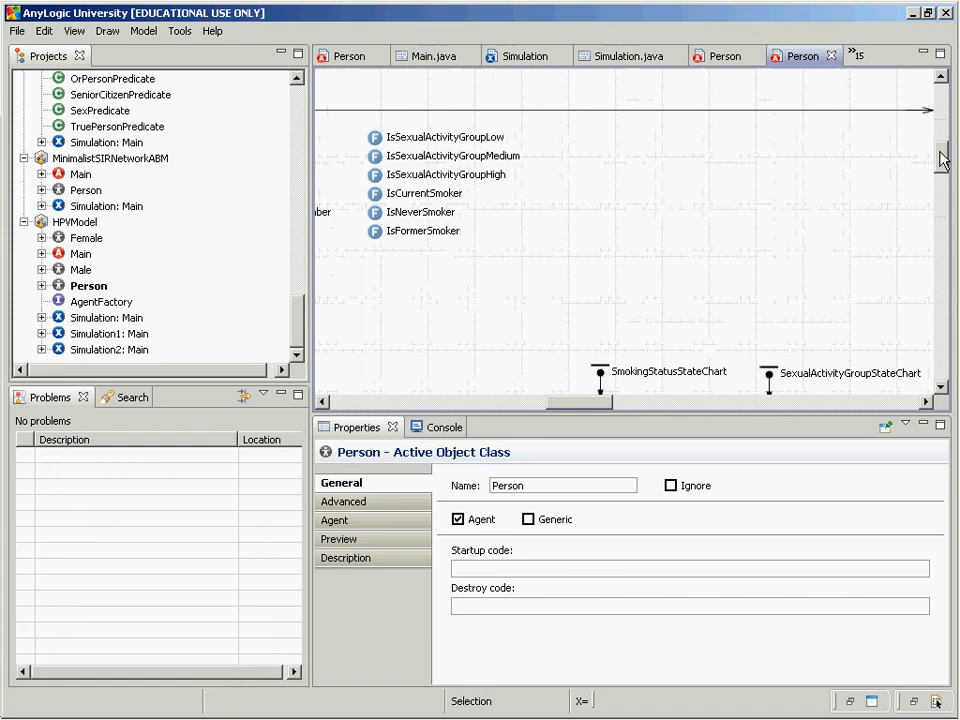 AnyLogic University [EDUCATIONAL USE ONLY]
File Edit View Draw Model Tools Help
Projects
Person Main.java Simulation Simulation.java Person Person »15
OrPersonPredicate
SeniorCitizenPredicate
SexPredicate
TruePersonPredicate
Simulation: Main
MinimalistSIRNetworkABM
Main
Person
Simulation: Main
HPVModel
Female
Main
Male
Person
AgentFactory
Simulation: Main
Simulation1: Main
Simulation2: Main
IsSexualActivityGroupLow
IsSexualActivityGroupMedium
IsSexualActivityGroupHigh
IsCurrentSmoker
ber IsNeverSmoker
IsFormerSmoker
SmokingStatusStateChart SexualActivityGroupStateChart
Problems Search
No problems
Description Location
Properties Console
Person - Active Object Class
General
Advanced
Agent
Preview
Description
Name: Person Ignore
Agent Generic
Startup code:
Destroy code:
Selection X=